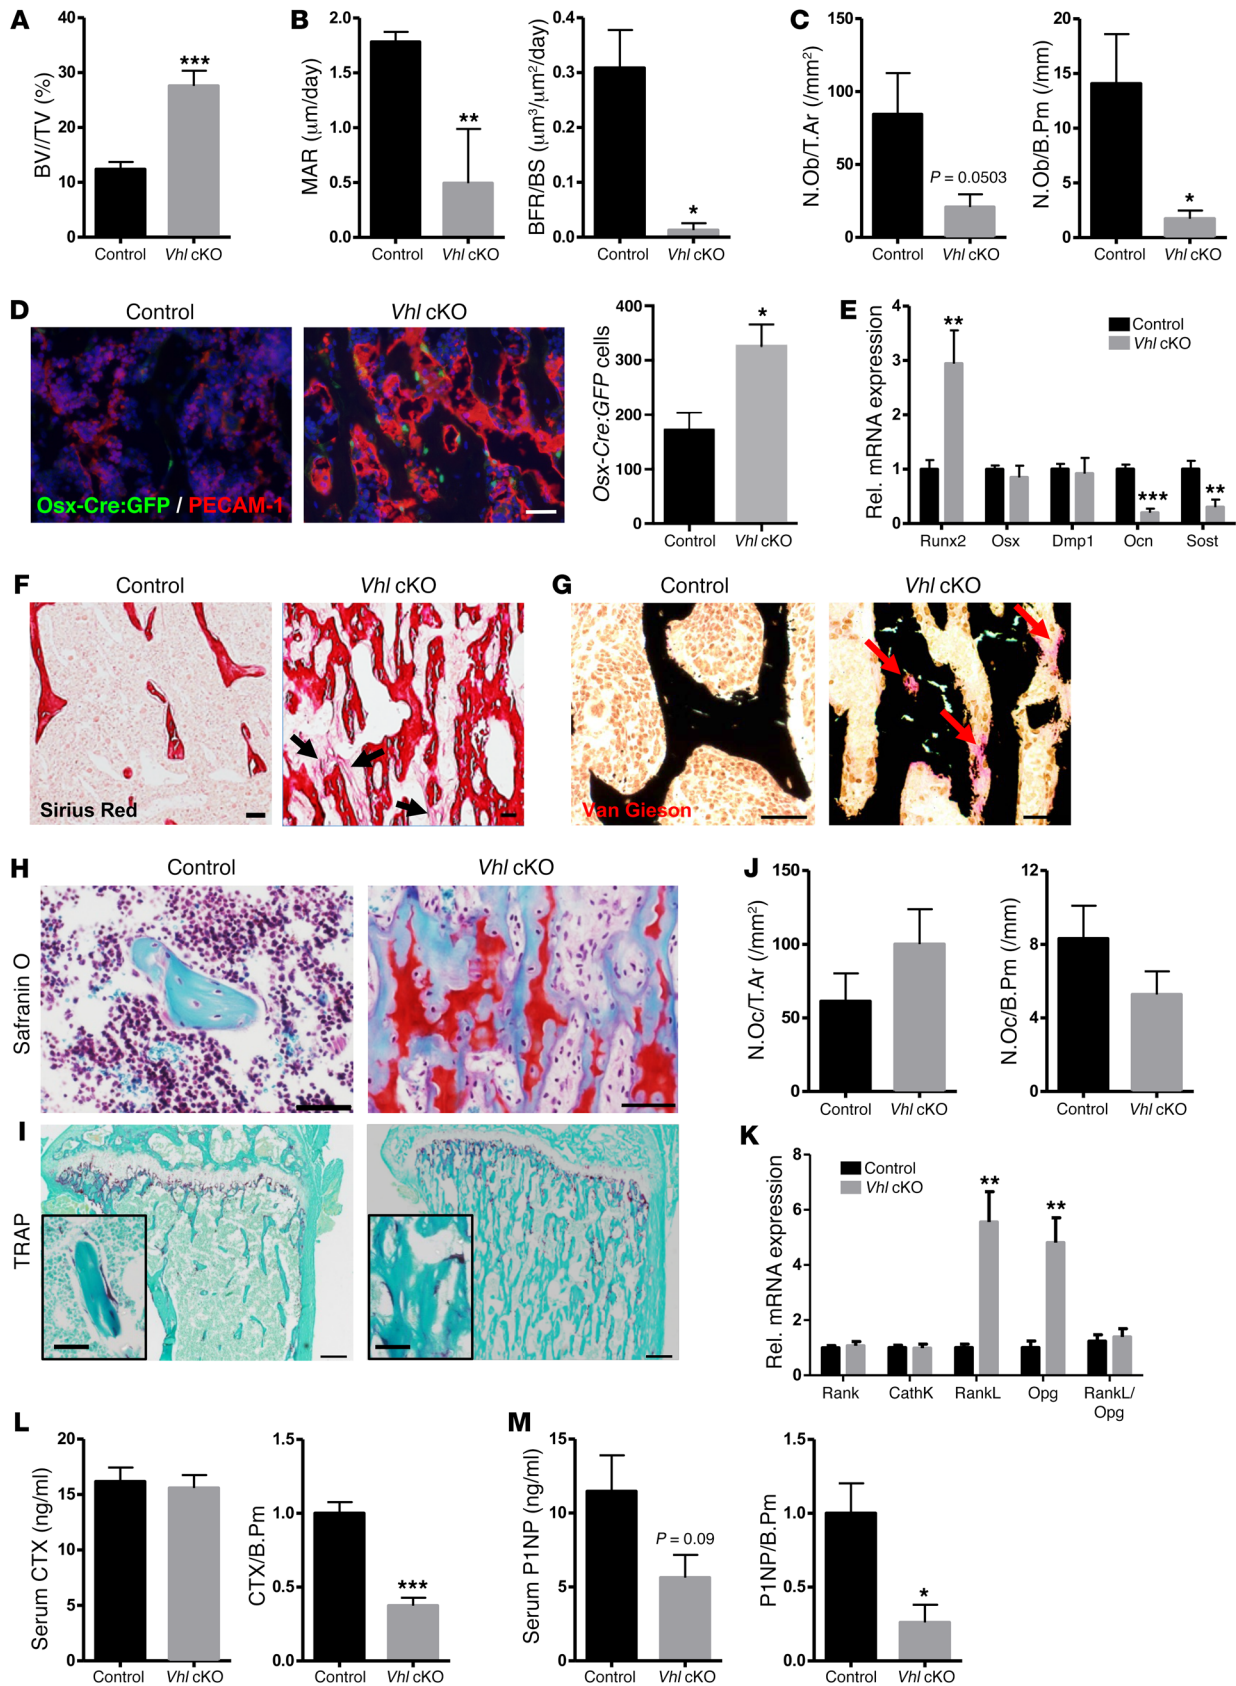 A
BV//TV (%)
40
30
20
10
0
***
Control
Vhl cKO
B
MAR (μm/day)
2.0
1.5
1.0
0.5
0.0
**
Control
Vhl cKO
BFR/BS (μm³/μm²/day)
0.4
0.3
0.2
0.1
0.0
*
Control
Vhl cKO
C
N.Ob/T.Ar (/mm²)
150
100
50
0
P = 0.0503
Control
Vhl cKO
N.Ob/B.Pm (/mm)
20
15
10
5
0
*
Control
Vhl cKO
D
Control
Vhl cKO
Osx-Cre:GFP / PECAM-1
Osx-Cre:GFP cells
400
300
200
100
0
*
Control
Vhl cKO
E
Rel. mRNA expression
4
3
2
1
0
Control
Vhl cKO
**
***
**
Runx2
Osx
Dmp1
Ocn
Sost
F
Control
Vhl cKO
Sirius Red
G
Control
Vhl cKO
Van Gieson
H
Control
Vhl cKO
Safranin O
I
TRAP
J
N.Oc/T.Ar (/mm²)
150
100
50
0
Control
Vhl cKO
N.Oc/B.Pm (/mm)
12
8
4
0
Control
Vhl cKO
K
Rel. mRNA expression
8
6
4
2
0
Control
Vhl cKO
**
**
Rank
CathK
RankL
Opg
RankL/
Opg
L
Serum CTX (ng/ml)
20
15
10
5
0
Control
Vhl cKO
CTX/B.Pm
1.5
1.0
0.5
0.0
***
Control
Vhl cKO
M
Serum P1NP (ng/ml)
15
10
5
0
P = 0.09
Control
Vhl cKO
P1NP/B.Pm
1.5
1.0
0.5
0.0
*
Control
Vhl cKO